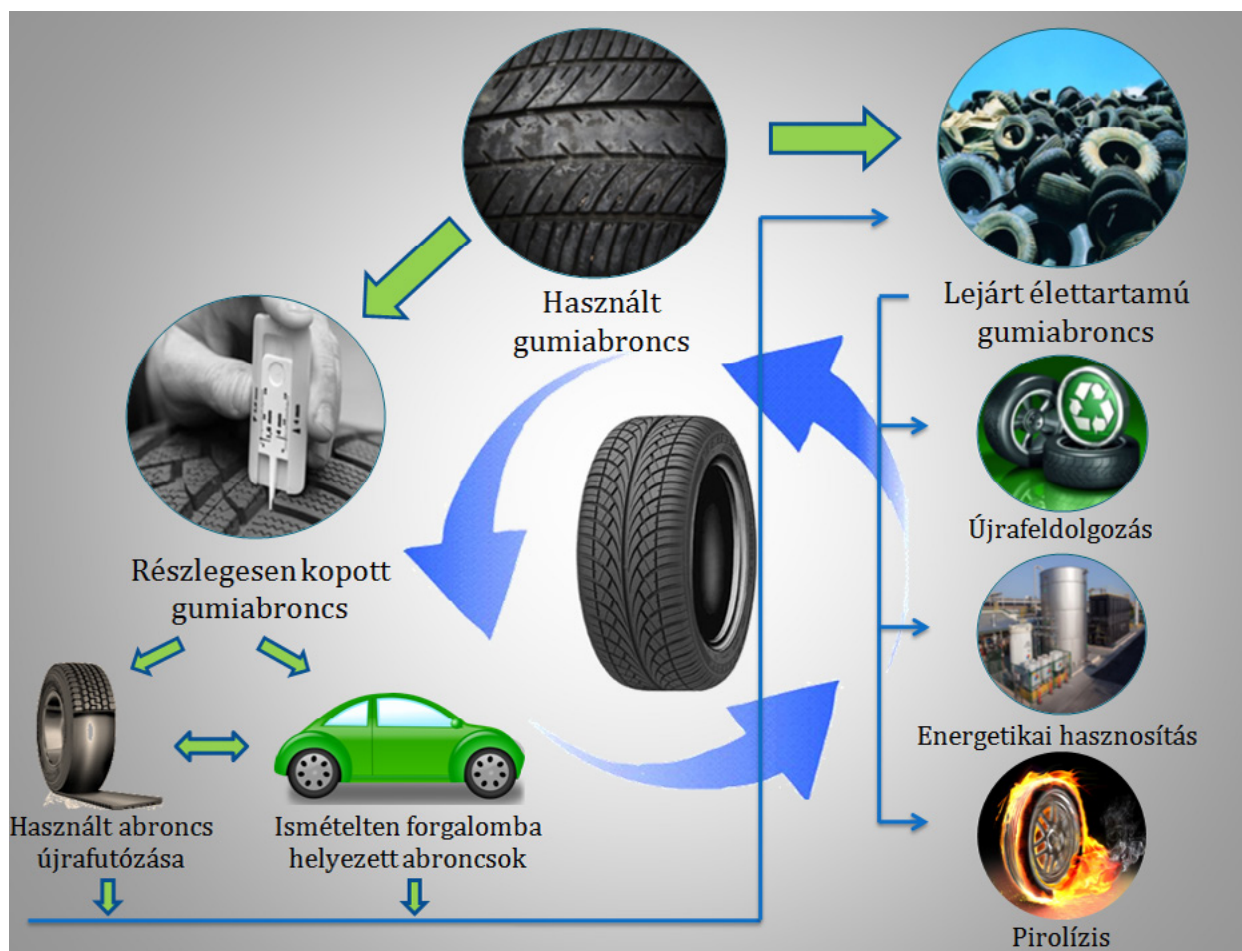 Használt
gumiabroncs
Lejárt élettartamú
gumiabroncs
Részlegesen kopott
gumiabroncs
Újrafeldolgozás
Energetikai hasznosítás
Használt abroncs
újrafutózása
Ismételten forgalomba
helyezett abroncsok
Pirolízis